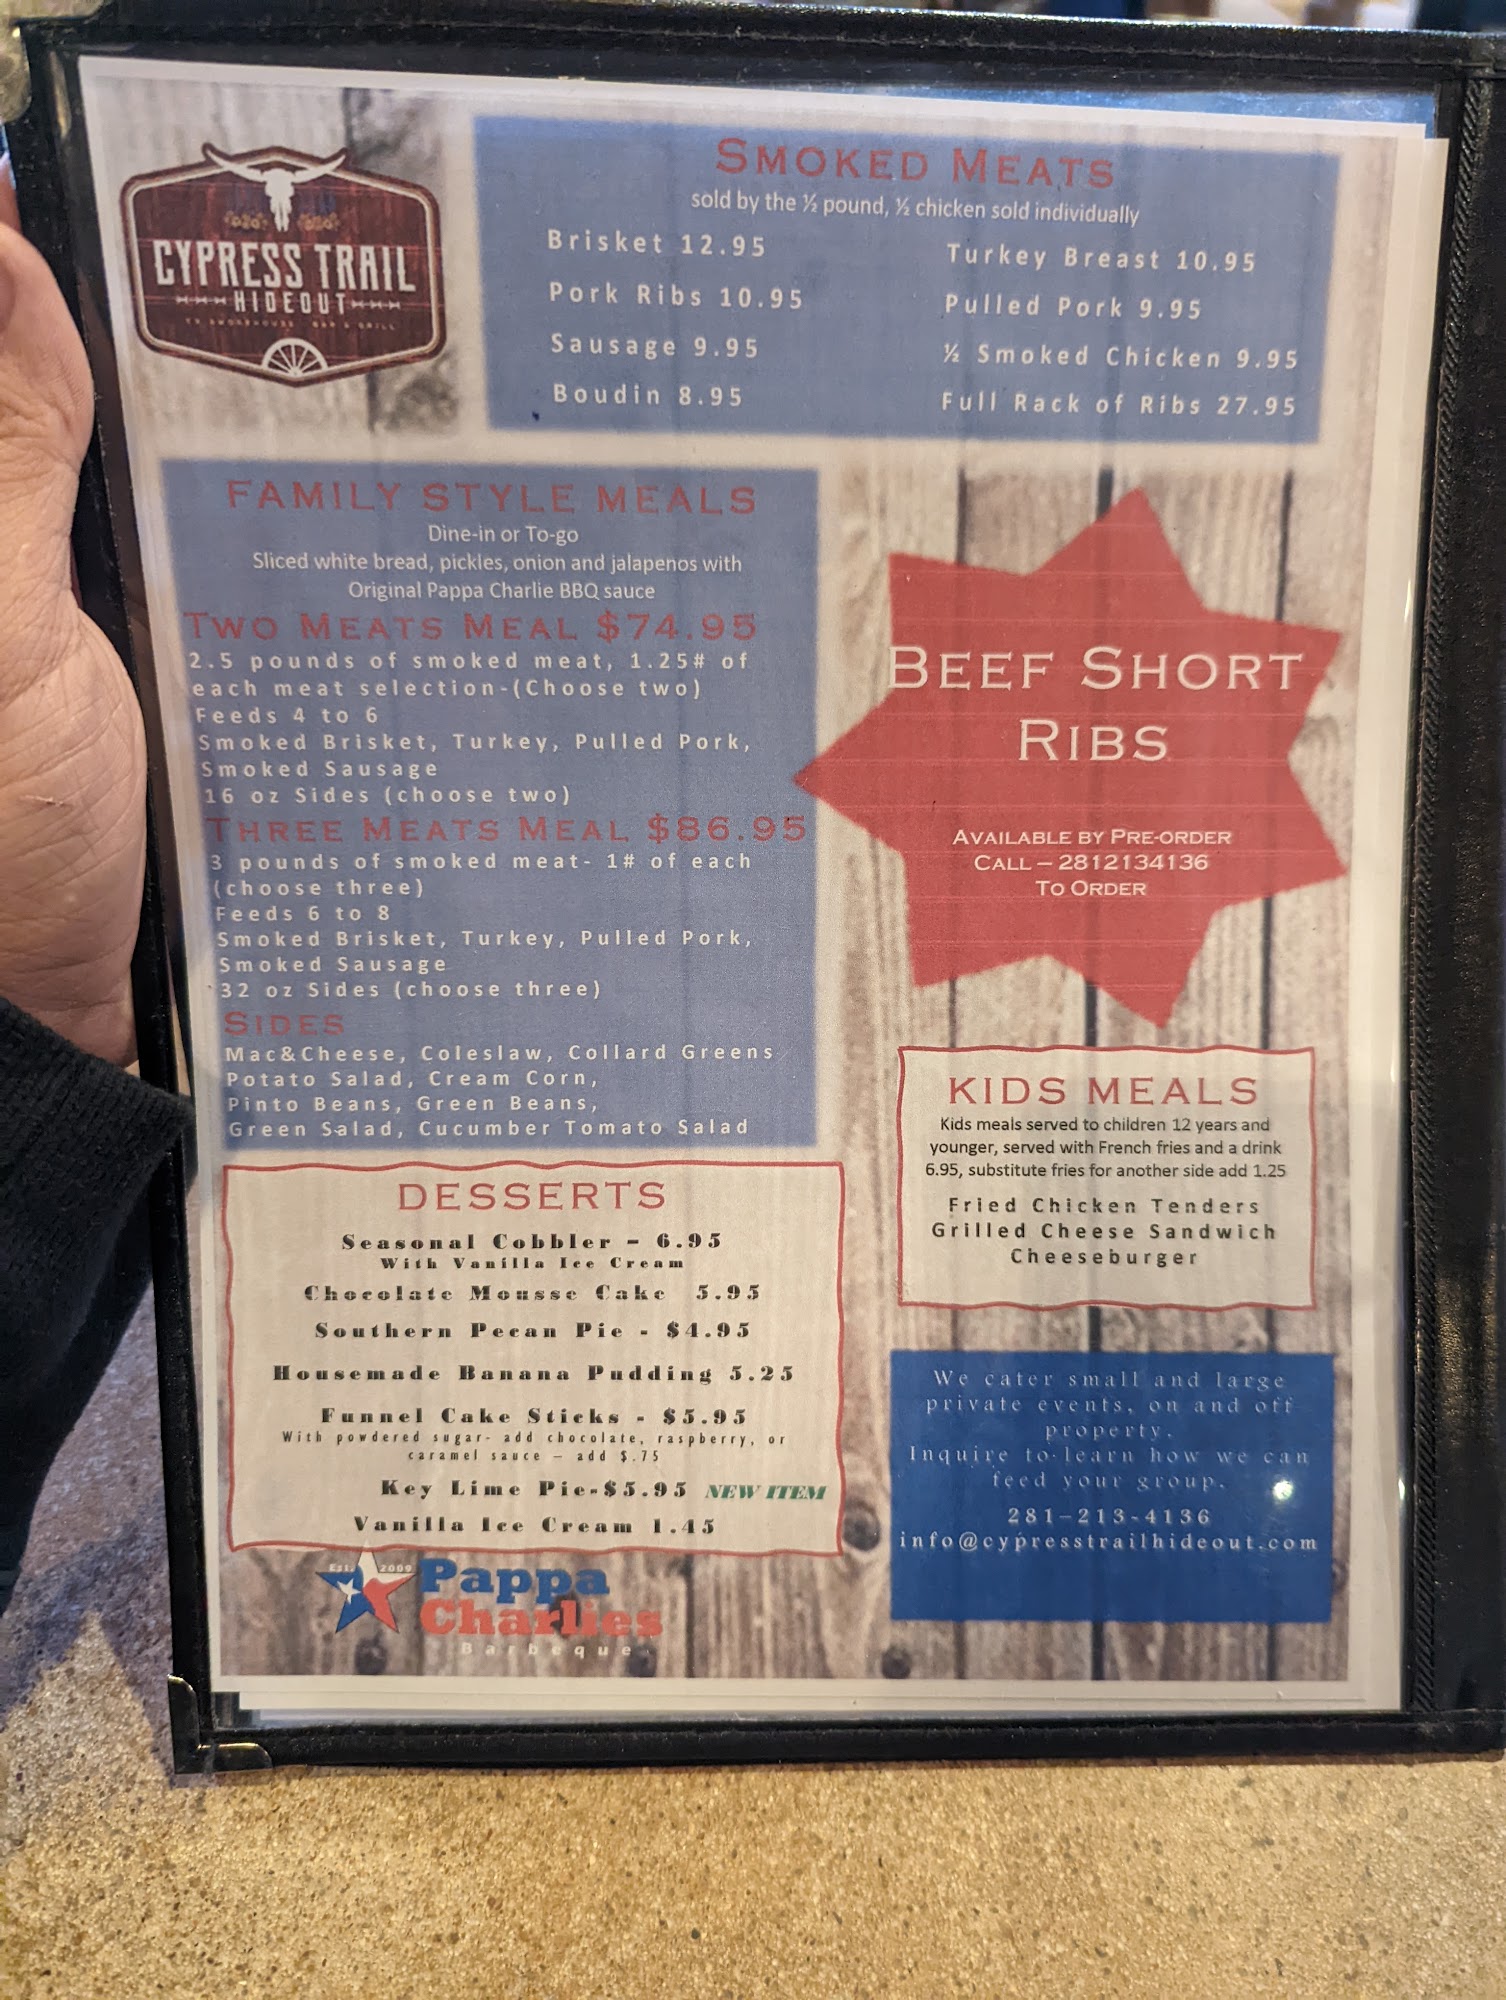 CYPRESS TRAIL
HIDEOUT
TX SMOKEHOUSE BAR & GRILL
SMOKED MEATS
sold by the ½ pound, ½ chicken sold individually
Brisket 12.95
Pork Ribs 10.95
Sausage 9.95
Boudin 8.95
Turkey Breast 10.95
Pulled Pork 9.95
½ Smoked Chicken 9.95
Full Rack of Ribs 27.95
FAMILY STYLE MEALS
Dine-in or To-go
Sliced white bread, pickles, onion and jalapenos with
Original Pappa Charlie BBQ sauce
TWO MEATS MEAL $74.95
2.5 pounds of smoked meat, 1.25# of
each meat selection-(Choose two)
Feeds 4 to 6
Smoked Brisket, Turkey, Pulled Pork,
Smoked Sausage
16 oz Sides (choose two)
THREE MEATS MEAL $86.95
3 pounds of smoked meat- 1# of each
(choose three)
Feeds 6 to 8
Smoked Brisket, Turkey, Pulled Pork,
Smoked Sausage
32 oz Sides (choose three)
SIDES
Mac&Cheese, Coleslaw, Collard Greens
Potato Salad, Cream Corn,
Pinto Beans, Green Beans,
Green Salad, Cucumber Tomato Salad
BEEF SHORT
RIBS
AVAILABLE BY PRE-ORDER
CALL – 2812134136
TO ORDER
KIDS MEALS
Kids meals served to children 12 years and
younger, served with French fries and a drink
6.95, substitute fries for another side add 1.25
Fried Chicken Tenders
Grilled Cheese Sandwich
Cheeseburger
DESSERTS
Seasonal Cobbler – 6.95
With Vanilla Ice Cream
Chocolate Mousse Cake 5.95
Southern Pecan Pie - $4.95
Housemade Banana Pudding 5.25
Funnel Cake Sticks - $5.95
With powdered sugar- add chocolate, raspberry, or
caramel sauce – add $.75
Key Lime Pie-$5.95 NEW ITEM
Vanilla Ice Cream 1.45
We cater small and large
private events, on and off
property.
Inquire to learn how we can
feed your group.
281-213-4136
info@cypresstrailhideout.com
EST. 2009
Pappa
Charlies
Barbeque